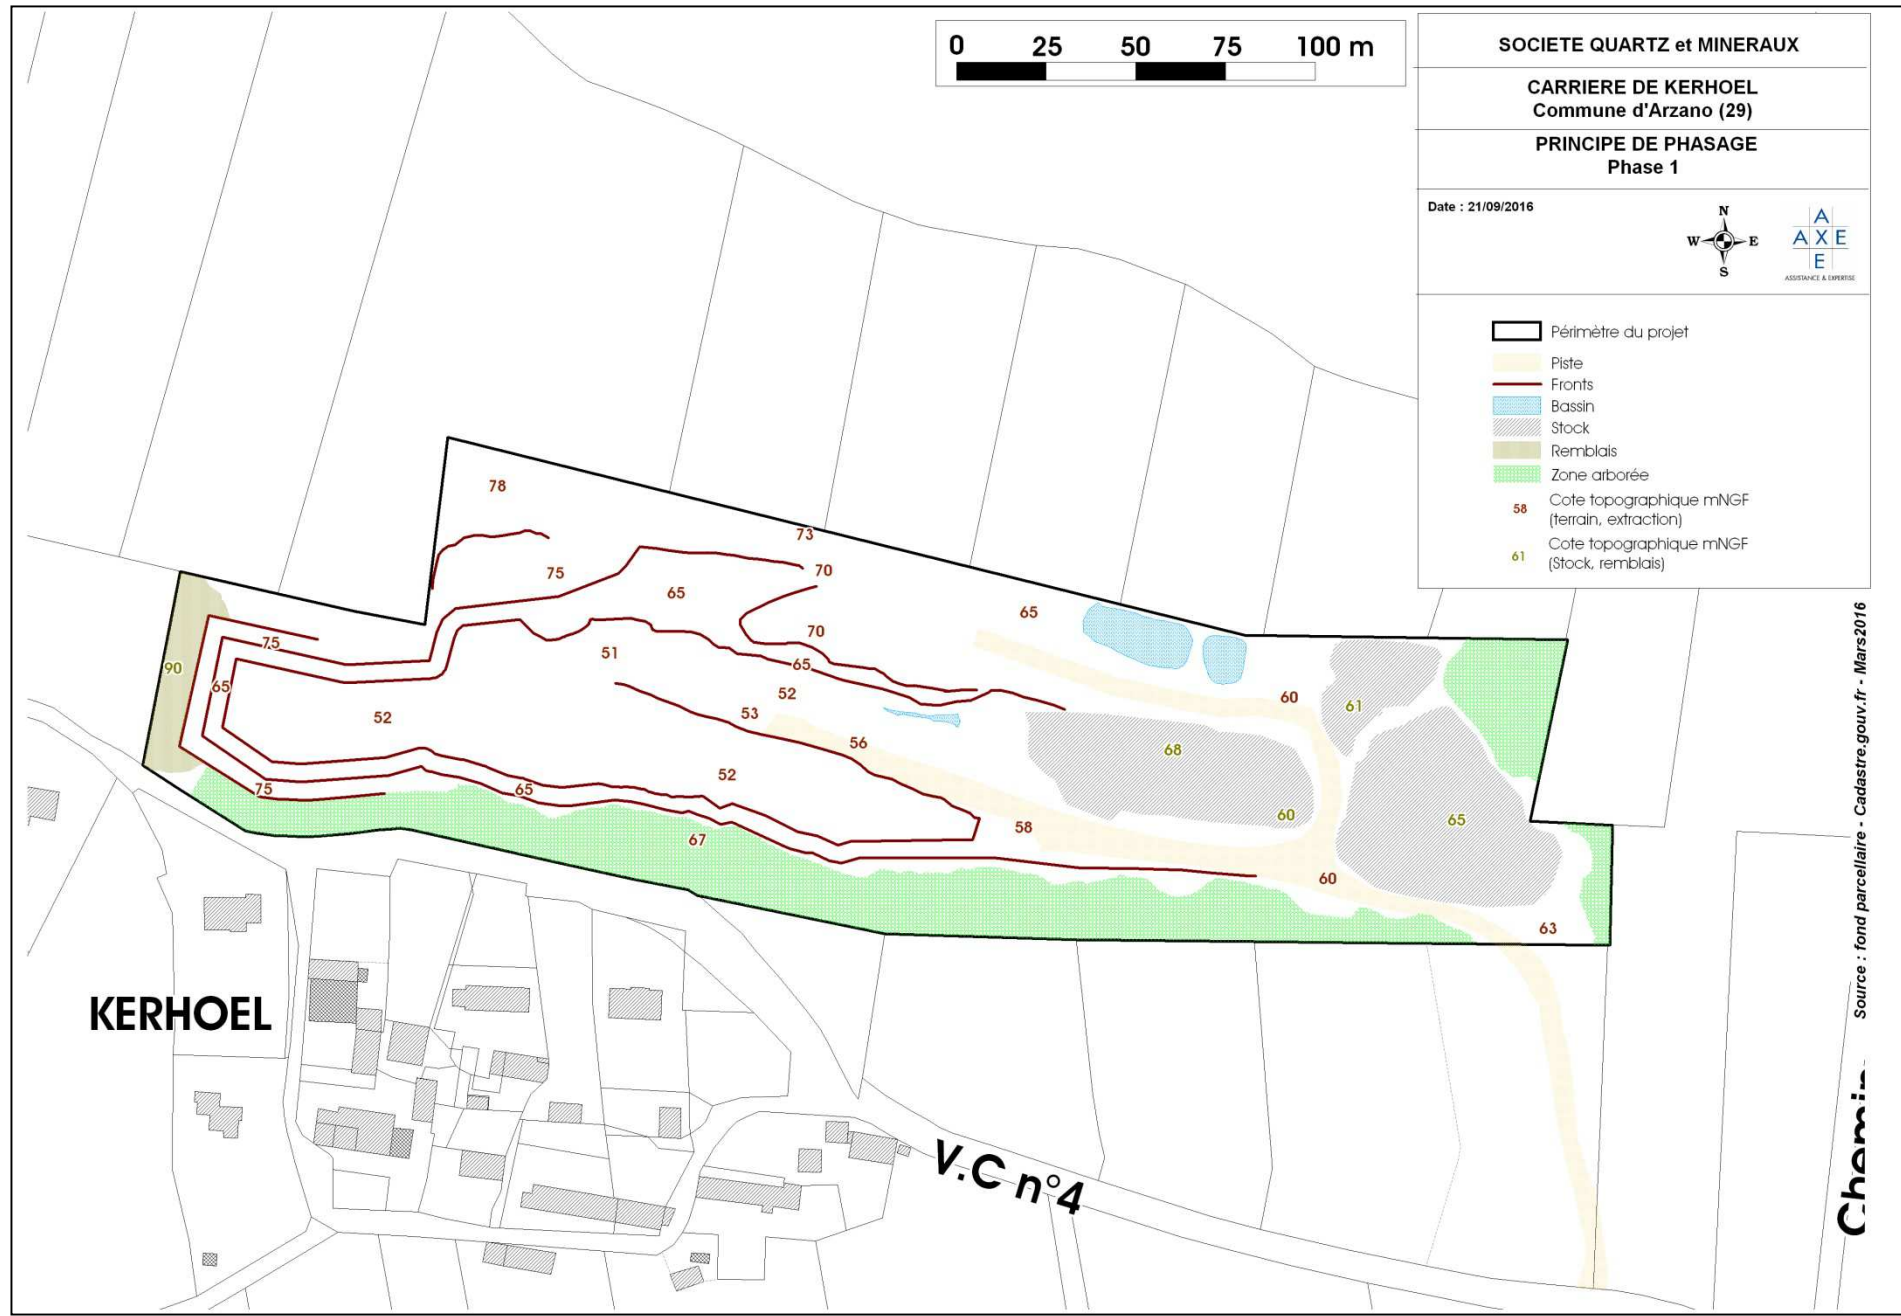 0 25 50 75 100 m
SOCIETE QUARTZ et MINERAUX
CARRIERE DE KERHOEL
Commune d'Arzano (29)
PRINCIPE DE PHASAGE
Phase 1
Date : 21/09/2016
N
W E
S
A
A X E
E
ASSISTANCE & EXPERTISE
Périmètre du projet
Piste
Fronts
Bassin
Stock
Remblais
Zone arborée
58 Cote topographique mNGF
(terrain, extraction)
61 Cote topographique mNGF
(Stock, remblais)
78
73
75
70
65
65
70
75
51
65
90
65
52
52
60
61
52
53
56
68
52
75
65
60
65
58
67
60
63
KERHOEL
V.C n°4
Source : fond parcellaire - Cadastre.gouv.fr - Mars2016
Chemin